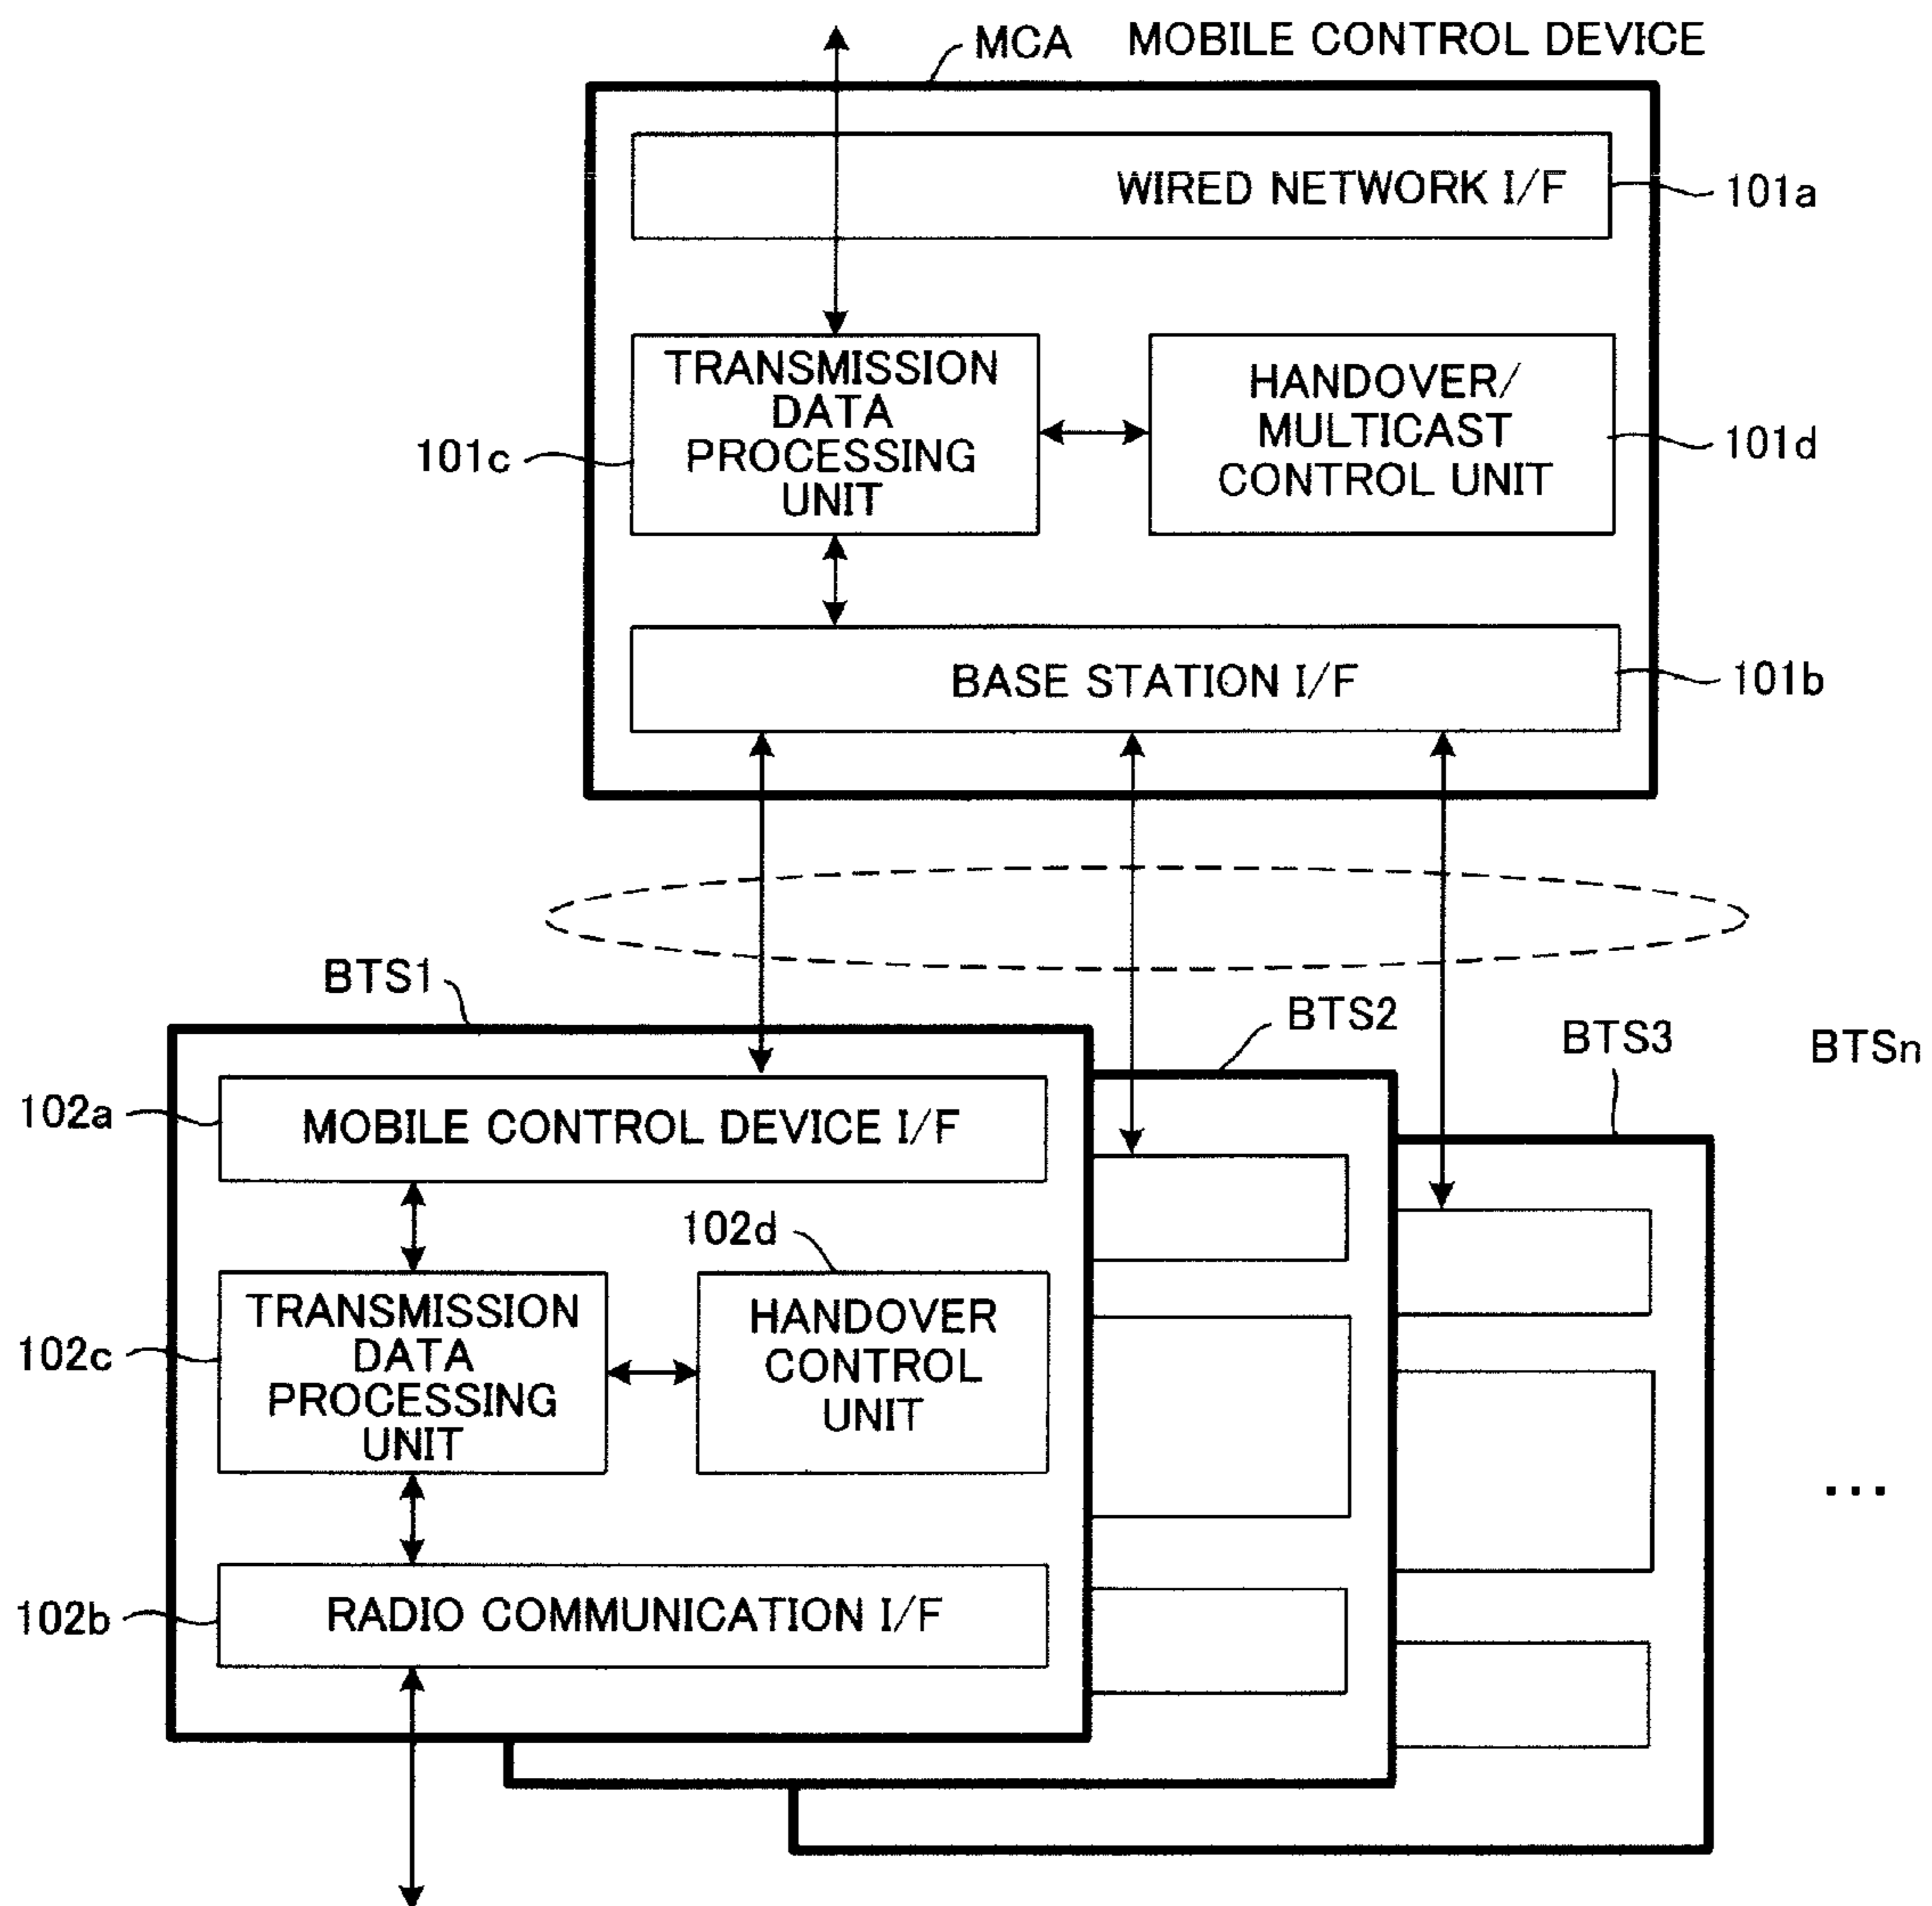 MCA MOBILE CONTROL DEVICE
WIRED NETWORK I/F
101a
TRANSMISSION
DATA
PROCESSING
UNIT
101c
HANDOVER/
MULTICAST
CONTROL UNIT
101d
BASE STATION I/F
101b
BTS1
BTS2
BTS3
BTSn
102a
MOBILE CONTROL DEVICE I/F
102d
TRANSMISSION
DATA
PROCESSING
UNIT
102c
HANDOVER
CONTROL
UNIT
...
102b
RADIO COMMUNICATION I/F